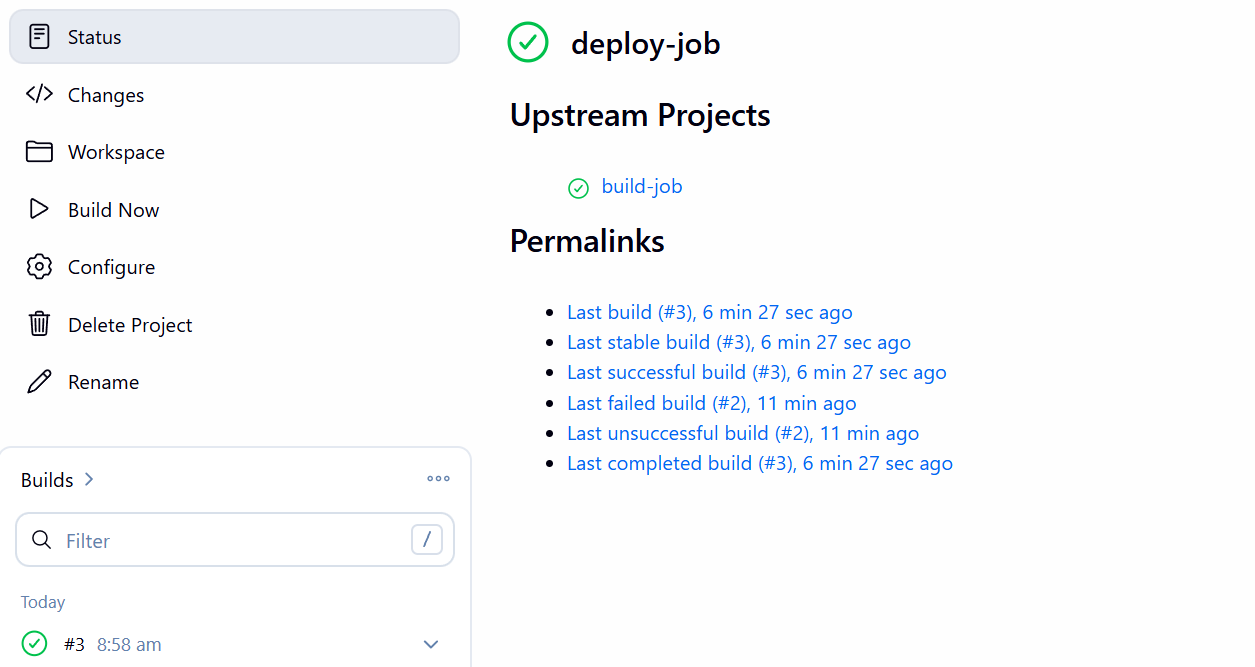 Status
Changes
Workspace
Build Now
Configure
Delete Project
Rename
Builds
Filter
/
Today
#3 8:58 am
deploy-job
Upstream Projects
build-job
Permalinks
Last build (#3), 6 min 27 sec ago
Last stable build (#3), 6 min 27 sec ago
Last successful build (#3), 6 min 27 sec ago
Last failed build (#2), 11 min ago
Last unsuccessful build (#2), 11 min ago
Last completed build (#3), 6 min 27 sec ago